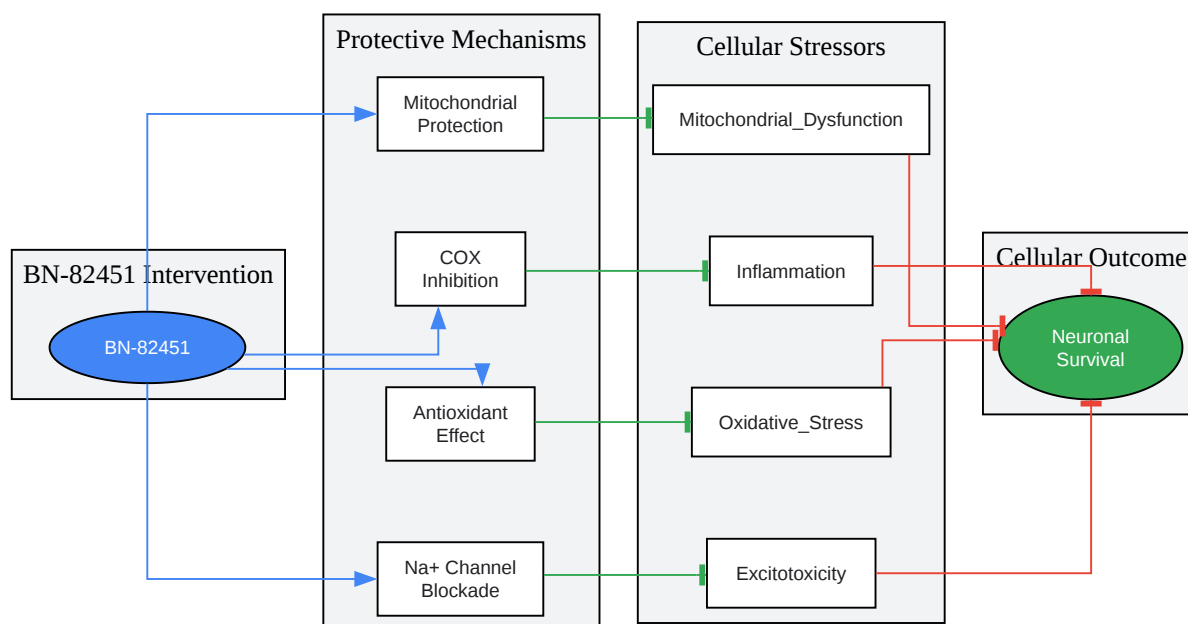 Protective Mechanisms
Cellular Stressors
Mitochondrial
Protection
Mitochondrial_Dysfunction
COX
Inhibition
Inflammation
BN-82451 Intervention
Cellular Outcome
BN-82451
Neuronal
Survival
Antioxidant
Effect
Oxidative_Stress
Na+ Channel
Blockade
Excitotoxicity